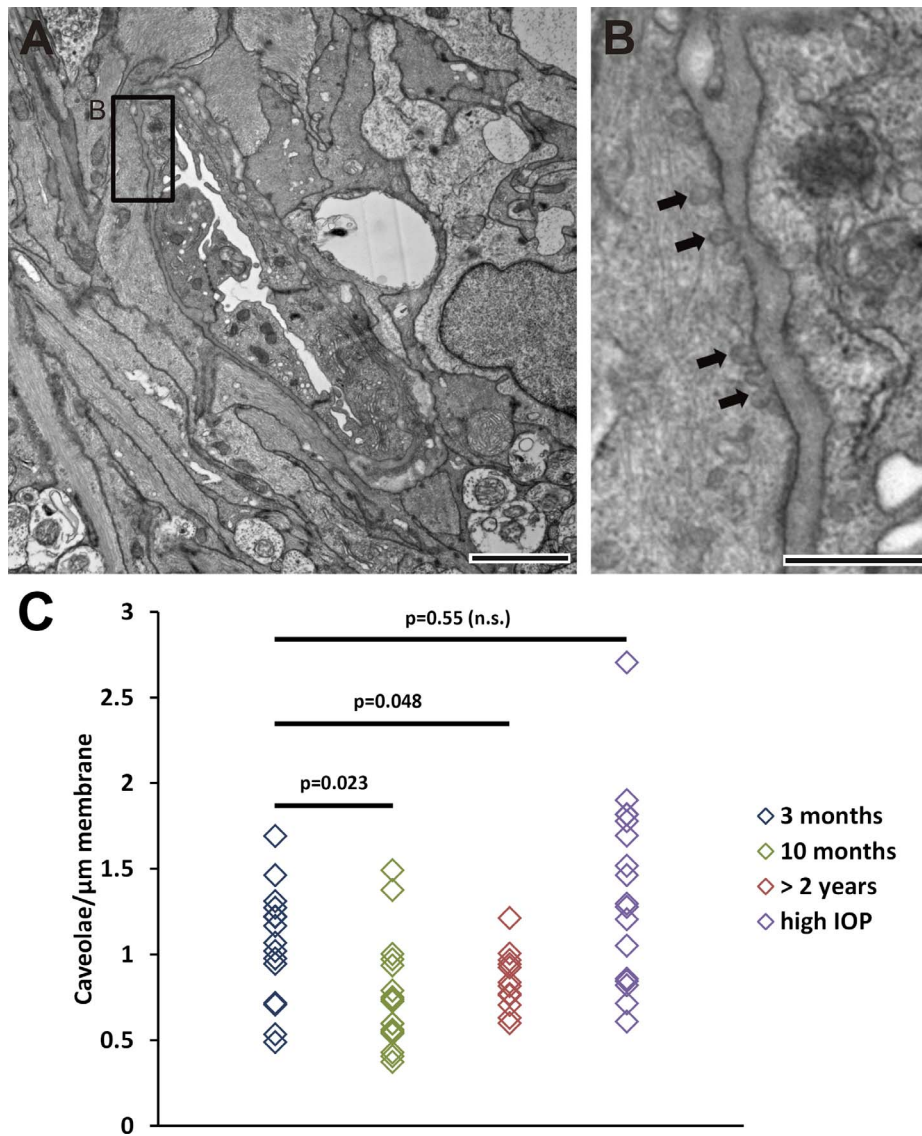 A
B
B
C
3
2.5
2
1.5
1
0.5
0
Caveolae/μm membrane
p=0.55 (n.s.)
p=0.048
p=0.023
3 months
10 months
> 2 years
high IOP